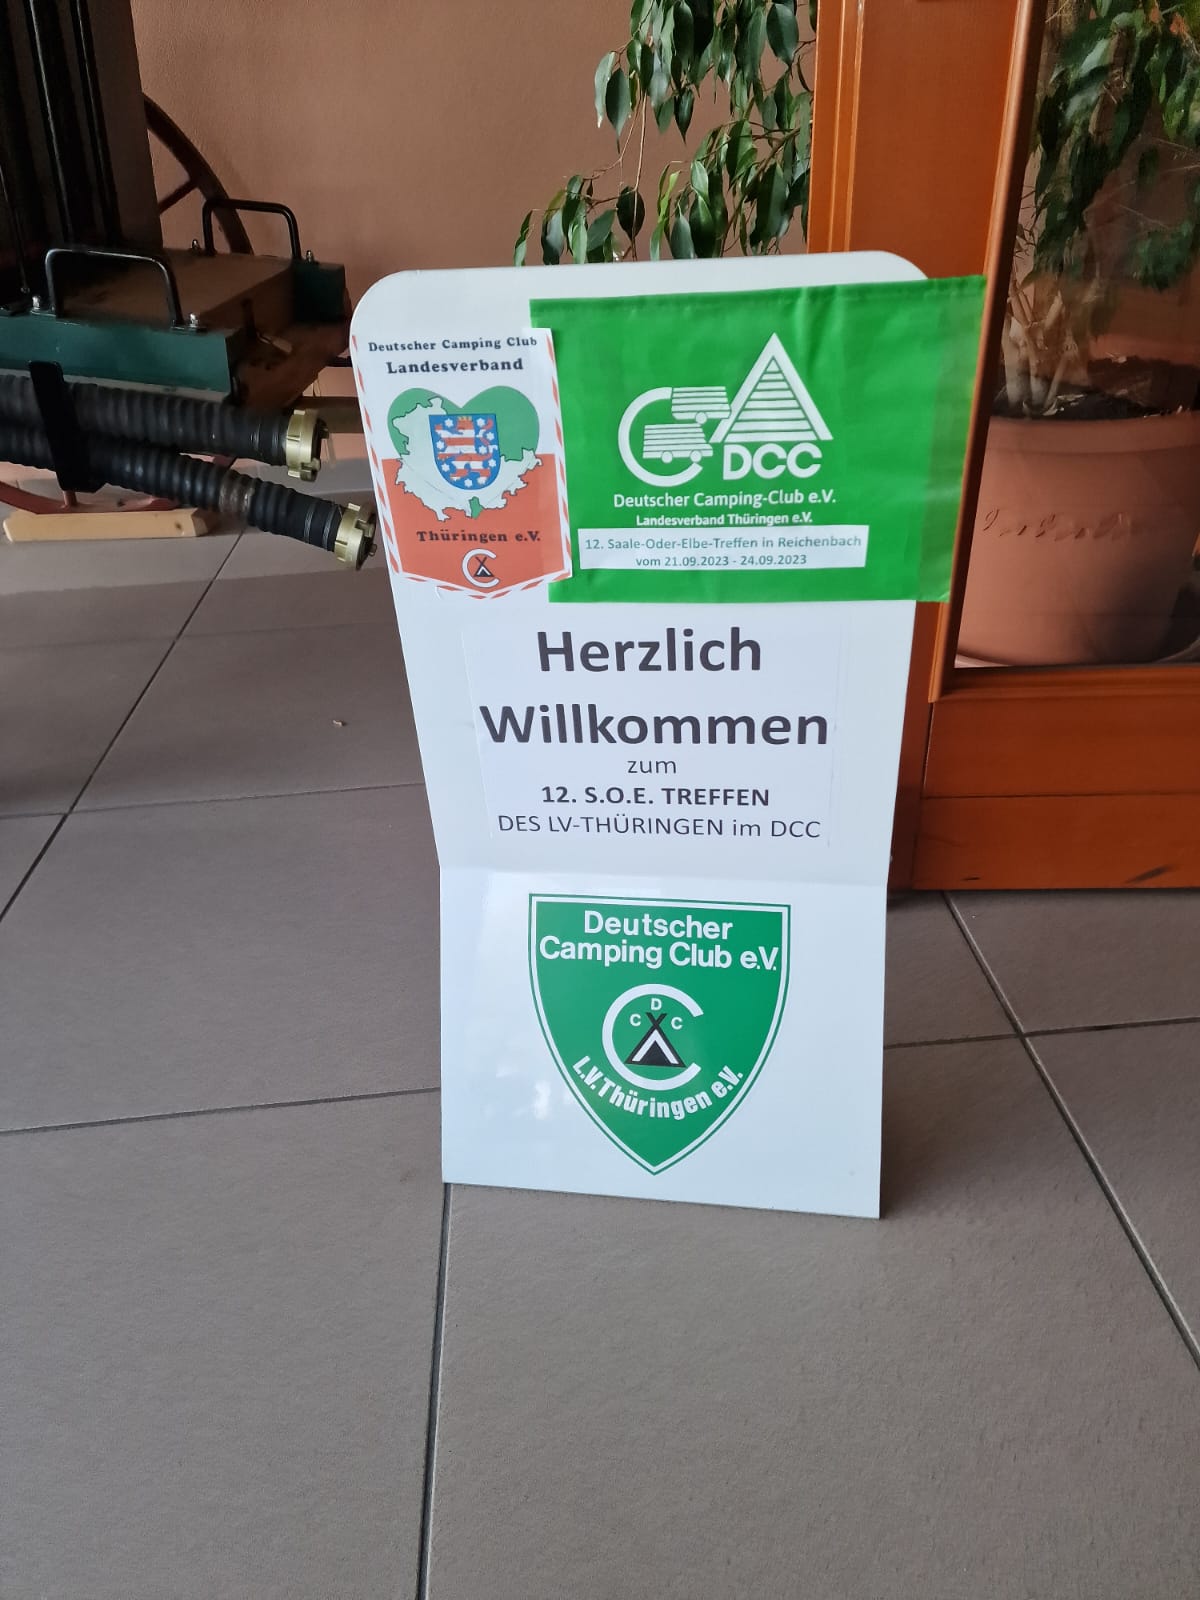 Deutscher Camping Club
Landesverband
Thüringen e.V.
DCC
Deutscher Camping-Club e.V.
Landesverband Thüringen e.V.
12. Saale-Oder-Elbe-Treffen in Reichenbach
vom 21.09.2023 - 24.09.2023
Herzlich
Willkommen
zum
12. S.O.E. TREFFEN
DES LV-THÜRINGEN im DCC
Deutscher
Camping Club e.V.
D
C C
L.V.Thüringen e.V.